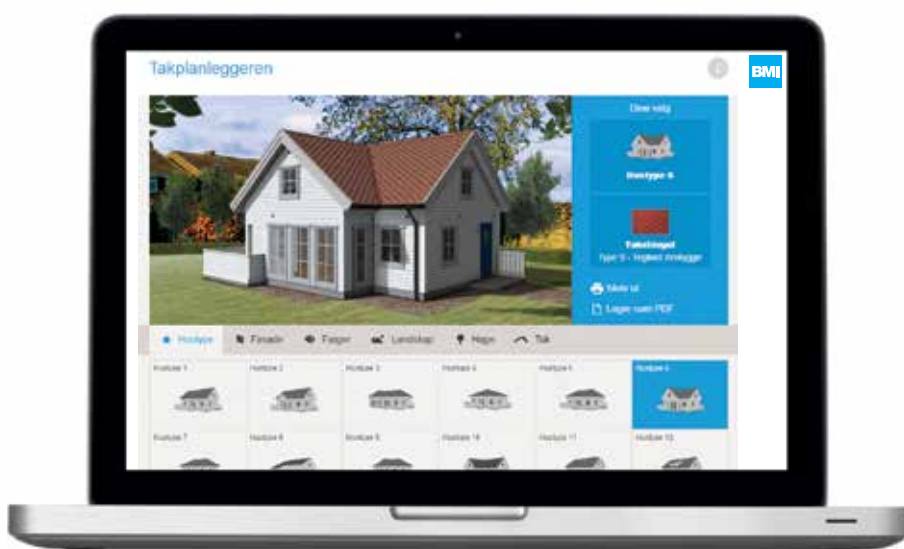 Takplanleggeren
BMI
Dine valg
Hustype 6
Takshingel
Skriv ut
Lagre som PDF
Hustype
Fasade
Farger
Landskap
Hage
Tak
Hustype 1
Hustype 2
Hustype 3
Hustype 4
Hustype 5
Hustype 6
Hustype 7
Hustype 8
Hustype 9
Hustype 10
Hustype 11
Hustype 12